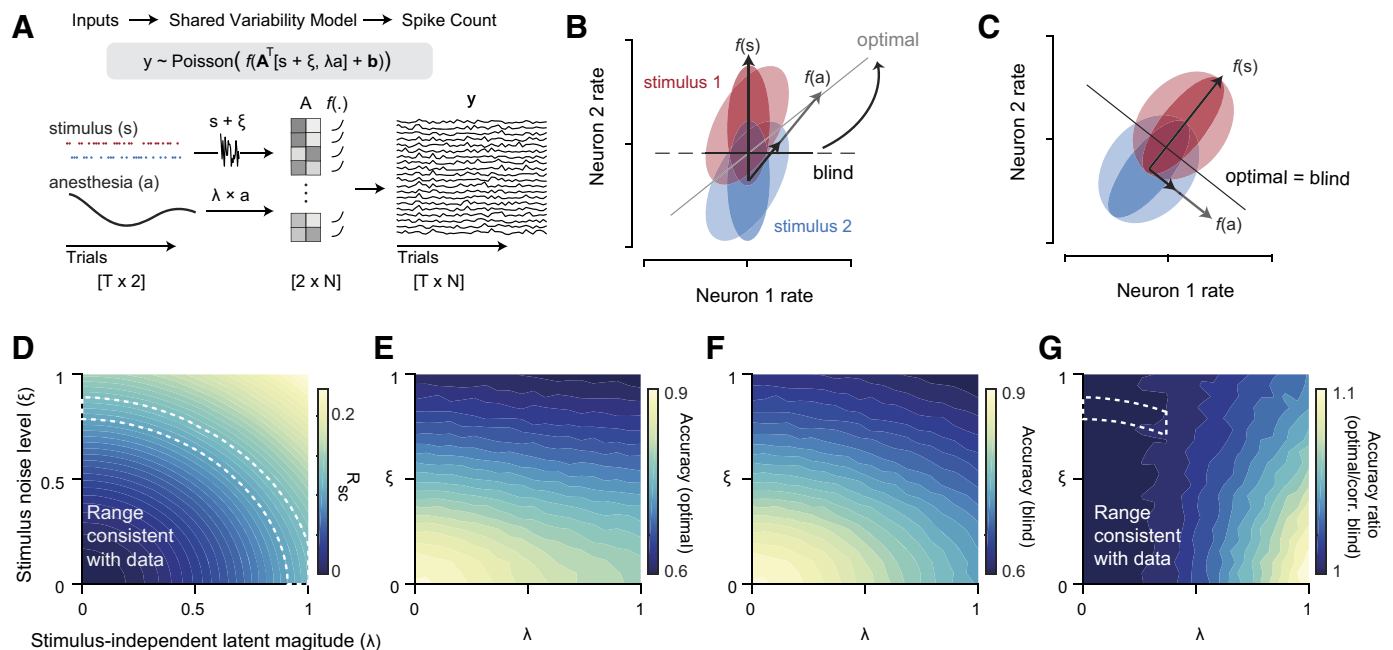 A
Inputs → Shared Variability Model → Spike Count
y ~ Poisson( f(A^T[s + ξ, λa] + b))
A f(.)
y
stimulus (s)
s + ξ
anesthesia (a)
λ × a
Trials
Trials
[T x 2]
[2 x N]
[T x N]
B
f(s)
optimal
stimulus 1
f(a)
blind
stimulus 2
Neuron 2 rate
Neuron 1 rate
C
f(s)
optimal = blind
f(a)
Neuron 2 rate
Neuron 1 rate
D
Stimulus noise level (ξ)
1
0.5
0
Range
consistent
with data
0 0.5 1
Stimulus-independent latent magitude (λ)
0.2
0
R sc
E
1
ξ
0
0 1
λ
0.9
0.6
Accuracy (optimal)
F
1
ξ
0
0 1
λ
0.9
0.6
Accuracy (blind)
G
1
ξ
0
Range
consistent
with data
0 1
λ
1.1
1
Accuracy ratio
(optimal/corr. blind)